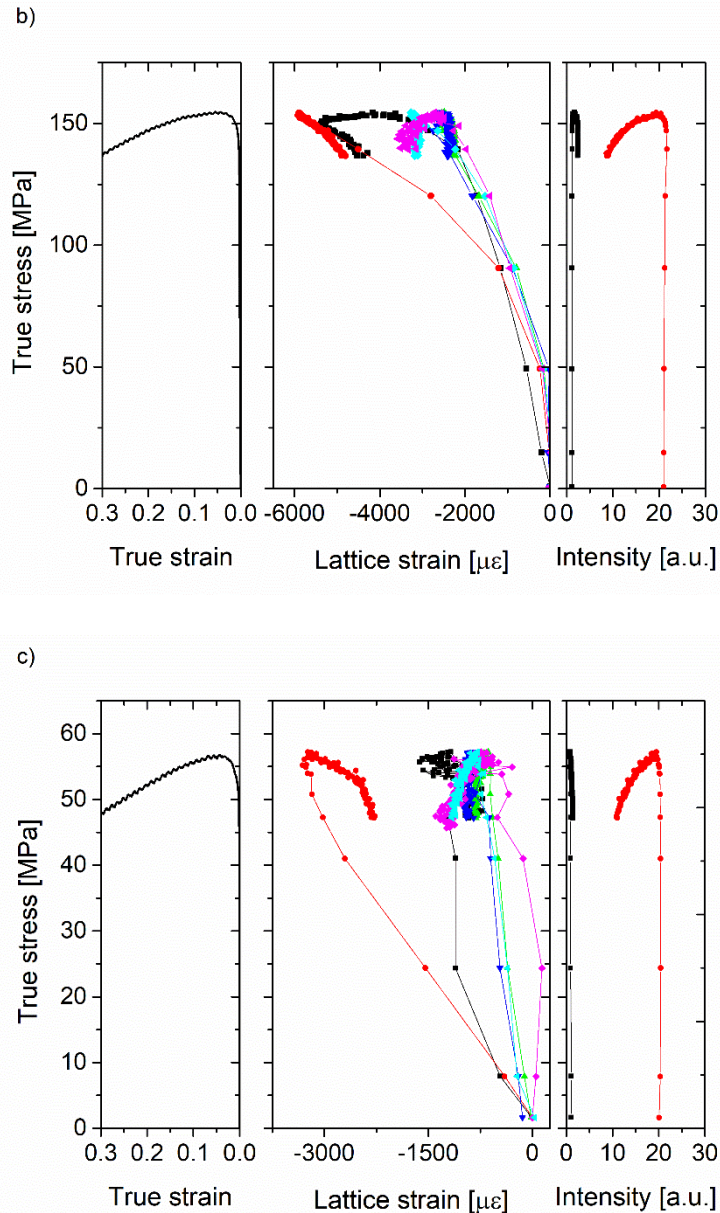 b)
True stress [MPa]
150
100
50
0
0.3 0.2 0.1 0.0
-6000 -4000 -2000 0
0 10 20 30
True strain
Lattice strain [με]
Intensity [a.u.]
c)
True stress [MPa]
60
50
40
30
20
10
0
0.3 0.2 0.1 0.0
-3000 -1500 0
0 10 20 30
True strain
Lattice strain [με]
Intensity [a.u.]